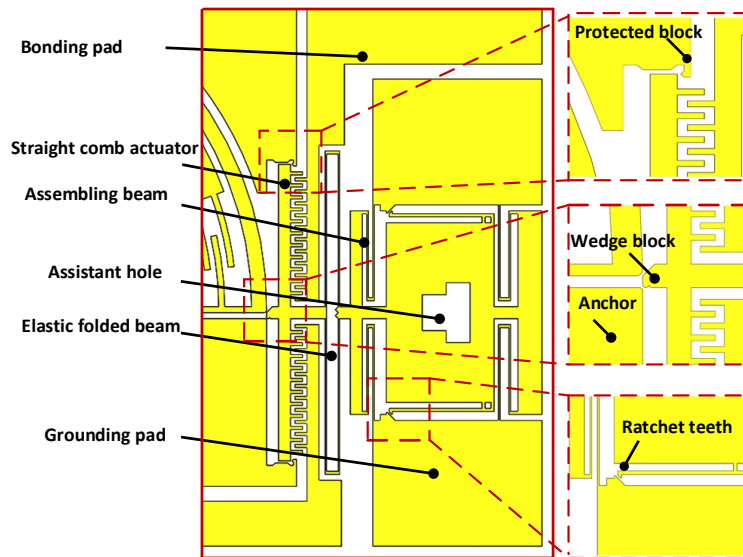 Bonding pad
Straight comb actuator
Assembling beam
Assistant hole
Elastic folded beam
Grounding pad
Protected block
Wedge block
Anchor
Ratchet teeth